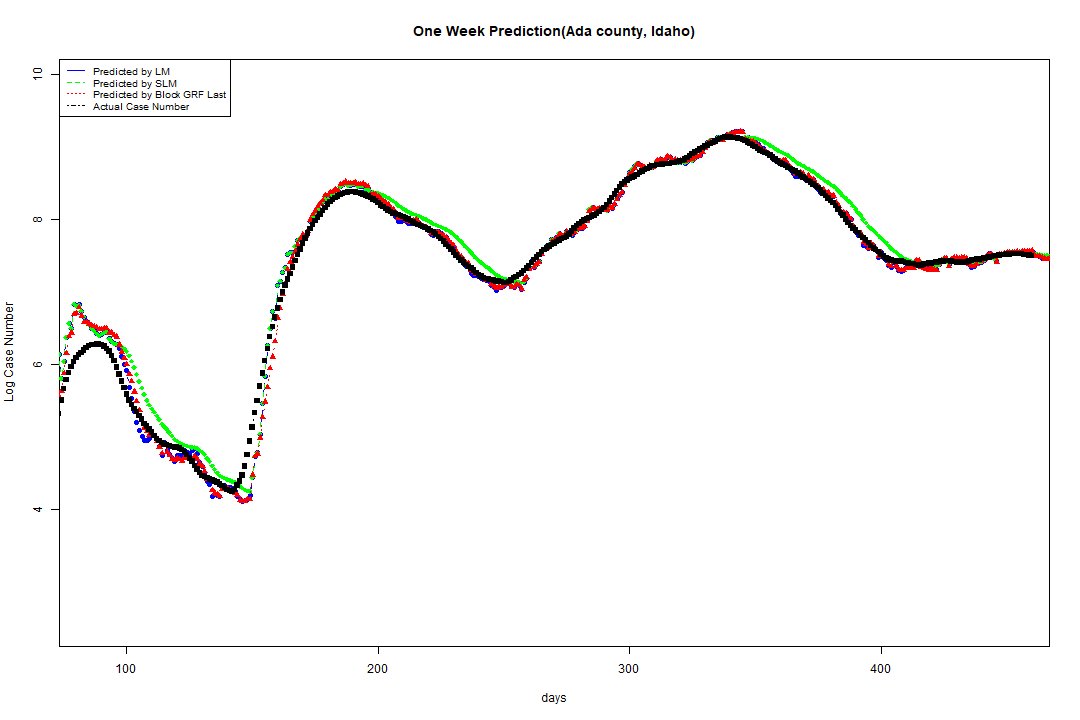 One Week Prediction(Ada county, Idaho)
Predicted by LM
Predicted by SLM
Predicted by Block GRF Last
Actual Case Number
10
8
6
4
Log Case Number
100
200
300
400
days